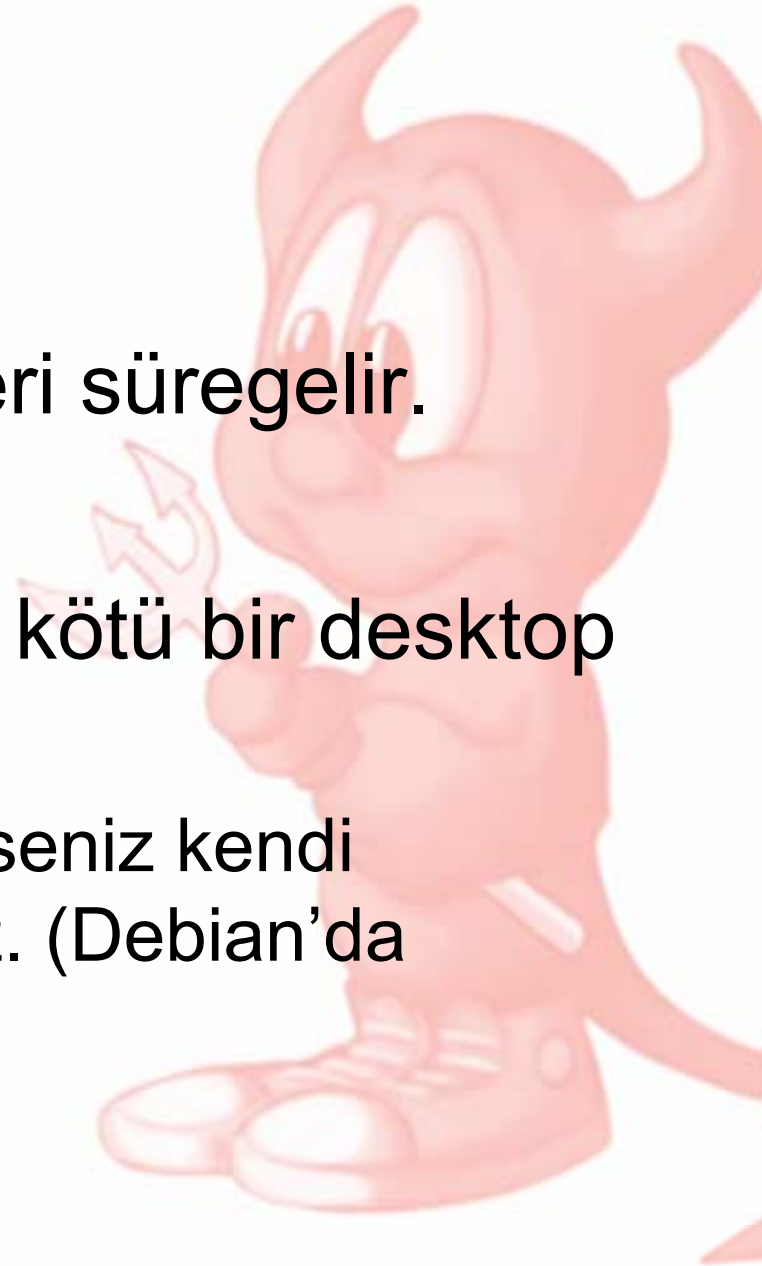 eri süregelir.
kötü bir desktop
seniz kendi
. (Debian’da